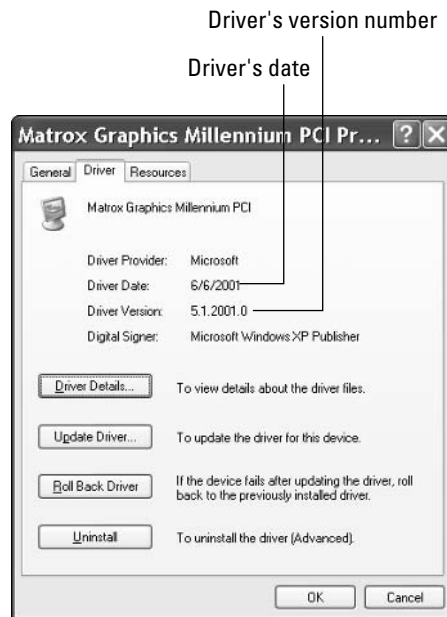 Driver's version number
Driver's date
Matrox Graphics Millennium PCI Pr... ? X
General Driver Resources
Matrox Graphics Millennium PCI
Driver Provider: Microsoft
Driver Date: 6/6/2001
Driver Version: 5.1.2001.0
Digital Signer: Microsoft Windows XP Publisher
Driver Details... To view details about the driver files.
Update Driver... To update the driver for this device.
Roll Back Driver If the device fails after updating the driver, roll
back to the previously installed driver.
Uninstall To uninstall the driver (Advanced).
OK Cancel